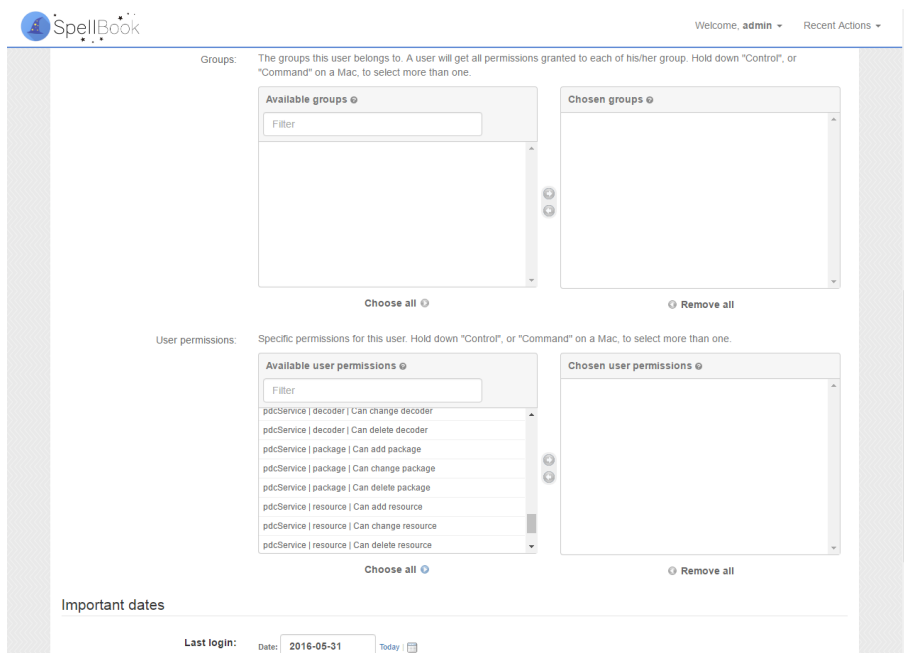 SpellBook
Welcome, admin
Recent Actions
Groups:
The groups this user belongs to. A user will get all permissions granted to each of his/her group. Hold down "Control", or
"Command" on a Mac, to select more than one.
Available groups
Chosen groups
Filter
Choose all
Remove all
User permissions:
Specific permissions for this user. Hold down "Control", or "Command" on a Mac, to select more than one.
Available user permissions
Chosen user permissions
Filter
pdcService | decoder | Can change decoder
pdcService | decoder | Can delete decoder
pdcService | package | Can add package
pdcService | package | Can change package
pdcService | package | Can delete package
pdcService | resource | Can add resource
pdcService | resource | Can change resource
pdcService | resource | Can delete resource
Choose all
Remove all
Important dates
Last login:
Date:
2016-05-31
Today |